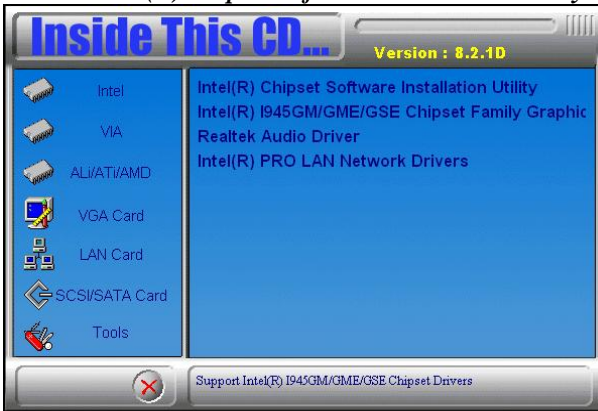 Inside This CD...
Version : 8.2.1D
Intel
VIA
ALi/ATi/AMD
VGA Card
LAN Card
SCSI/SATA Card
Tools
Intel(R) Chipset Software Installation Utility
Intel(R) I945GM/GME/GSE Chipset Family Graphic
Realtek Audio Driver
Intel(R) PRO LAN Network Drivers
Support Intel(R) I945GM/GME/GSE Chipset Drivers